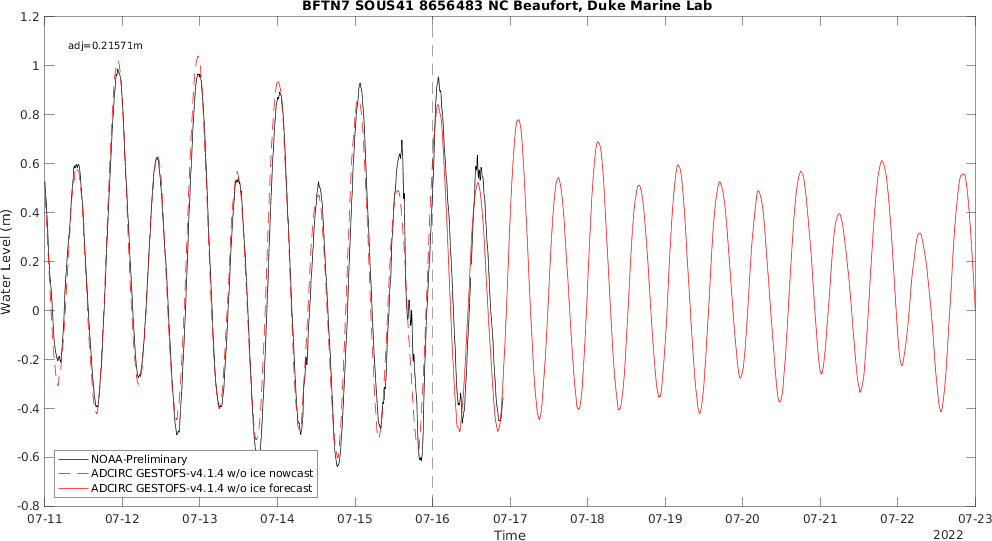 BFTN7 SOUS41 8656483 NC Beaufort, Duke Marine Lab
1.2
adj=0.21571m
1
0.8
0.6
0.4
0.2
0
-0.2
-0.4
-0.6
-0.8
Water Level (m)
NOAA-Preliminary
ADCIRC GESTOFS-v4.1.4 w/o ice nowcast
ADCIRC GESTOFS-v4.1.4 w/o ice forecast
07-11 07-12 07-13 07-14 07-15 07-16 07-17 07-18 07-19 07-20 07-21 07-22 07-23
Time
2022